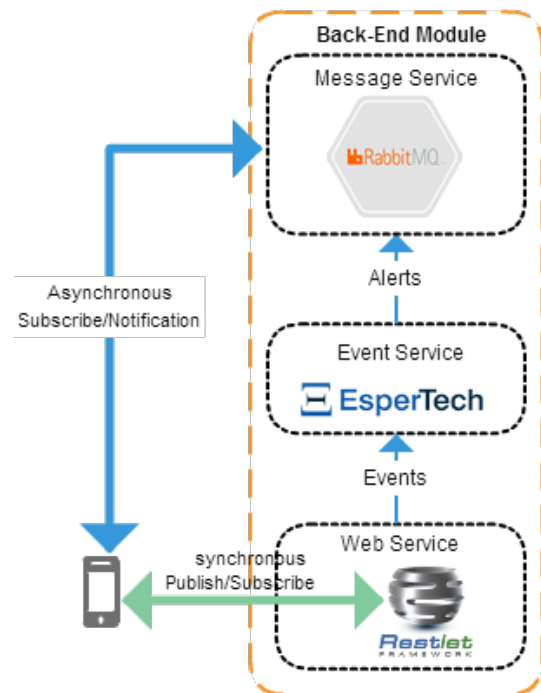 Back-End Module
Message Service
RabbitMQ
Alerts
Asynchronous
Subscribe/Notification
Event Service
EsperTech
Events
Web Service
synchronous
Publish/Subscribe
Restlet
FRAMEWORK